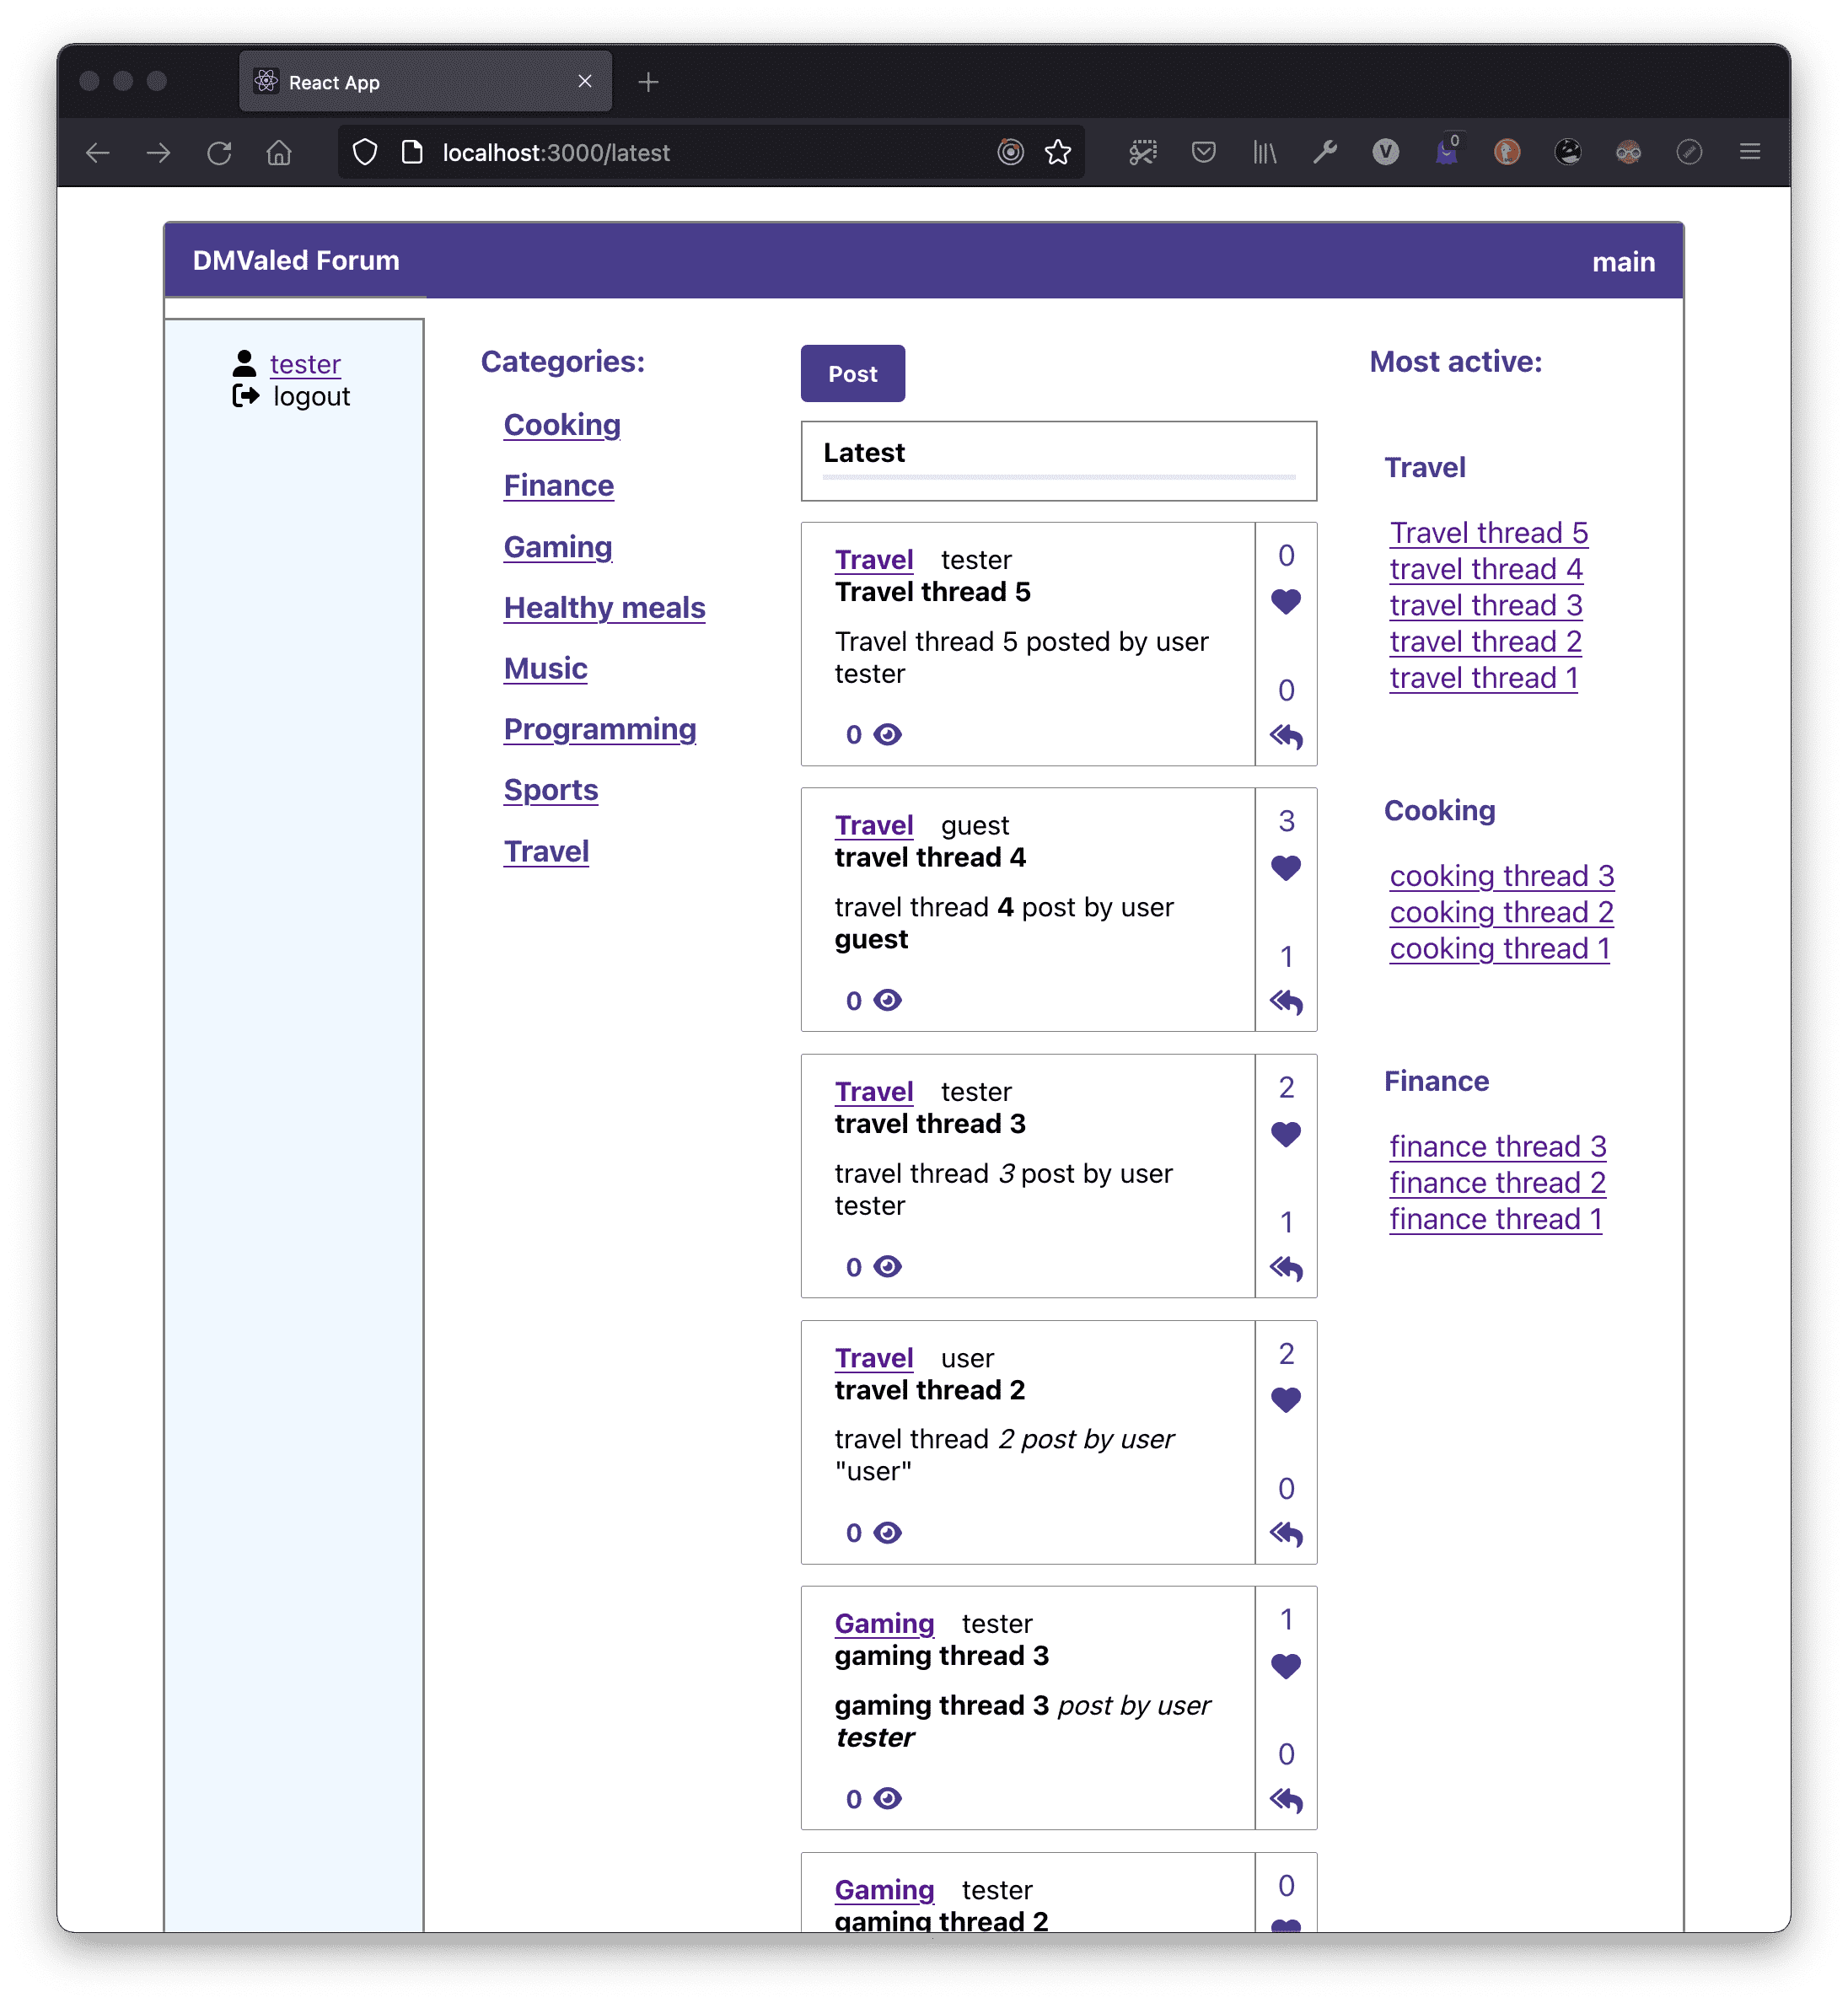 React App
localhost:3000/latest
0
DMValed Forum
main
tester
logout
Categories:
Cooking
Finance
Gaming
Healthy meals
Music
Programming
Sports
Travel
Post
Latest
Travel tester
Travel thread 5
Travel thread 5 posted by user
tester
0
0
0
Travel guest
travel thread 4
travel thread 4 post by user
guest
0
3
1
Travel tester
travel thread 3
travel thread 3 post by user
tester
0
2
1
Travel user
travel thread 2
travel thread 2 post by user
"user"
0
2
0
Gaming tester
gaming thread 3
gaming thread 3 post by user
tester
0
1
0
Gaming tester
gaming thread 2
0
Most active:
Travel
Travel thread 5
travel thread 4
travel thread 3
travel thread 2
travel thread 1
Cooking
cooking thread 3
cooking thread 2
cooking thread 1
Finance
finance thread 3
finance thread 2
finance thread 1